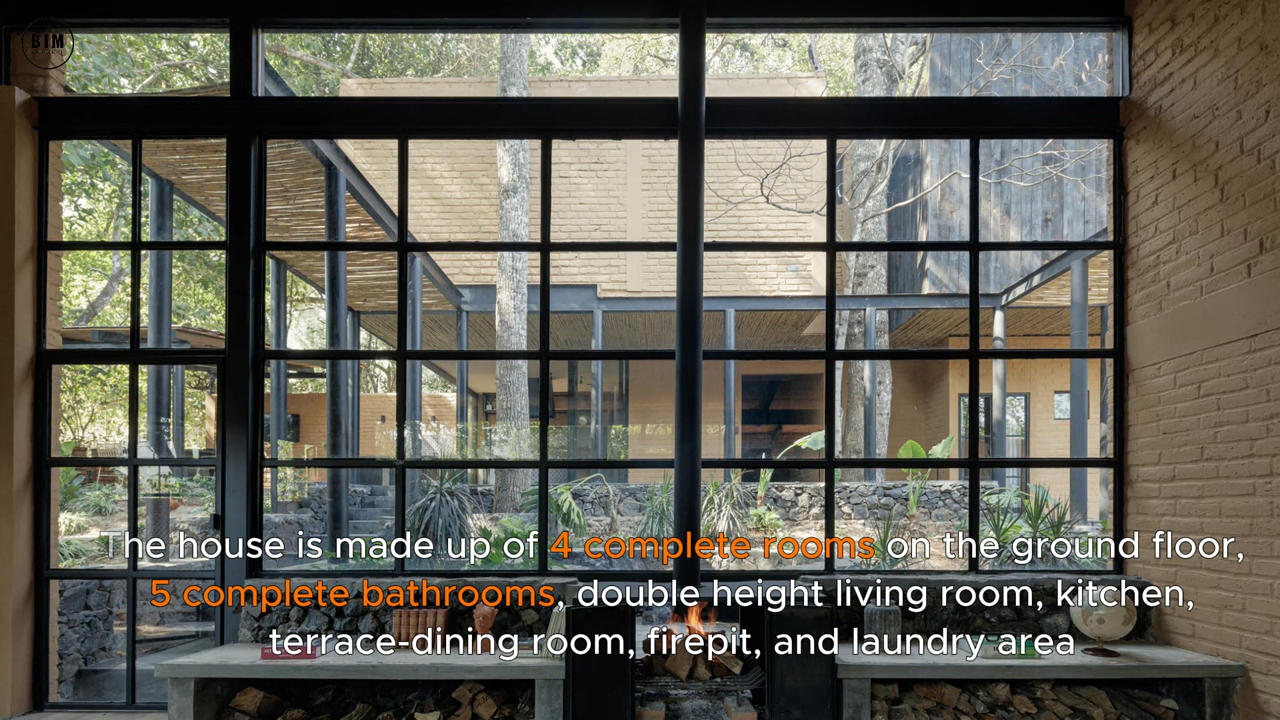 BIM
The house is made up of 4 complete rooms on the ground floor,
5 complete bathrooms, double height living room, kitchen,
terrace-dining room, firepit, and laundry area